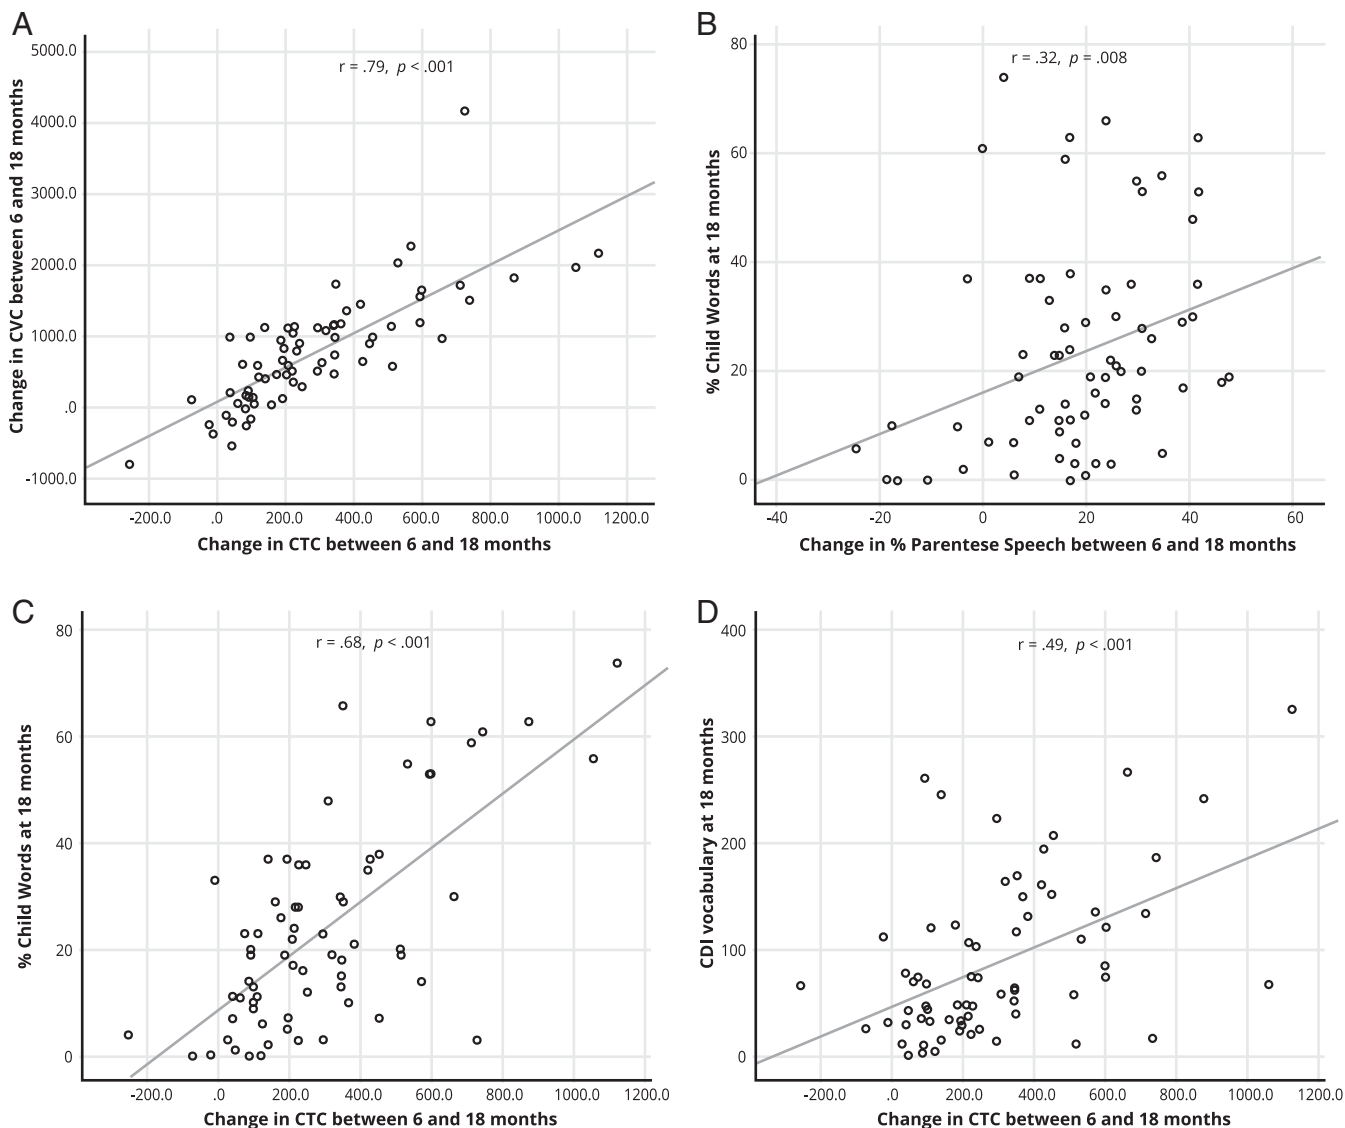 A
r = .79, p < .001
Change in CVC between 6 and 18 months
5000.0
4000.0
3000.0
2000.0
1000.0
.0
-1000.0
-200.0 .0 200.0 400.0 600.0 800.0 1000.0 1200.0
Change in CTC between 6 and 18 months
B
r = .32, p = .008
% Child Words at 18 months
80
60
40
20
0
-40 -20 0 20 40 60
Change in % Parentese Speech between 6 and 18 months
C
r = .68, p < .001
% Child Words at 18 months
80
60
40
20
0
-200.0 .0 200.0 400.0 600.0 800.0 1000.0 1200.0
Change in CTC between 6 and 18 months
D
r = .49, p < .001
CDI vocabulary at 18 months
400
300
200
100
0
-200.0 .0 200.0 400.0 600.0 800.0 1000.0 1200.0
Change in CTC between 6 and 18 months